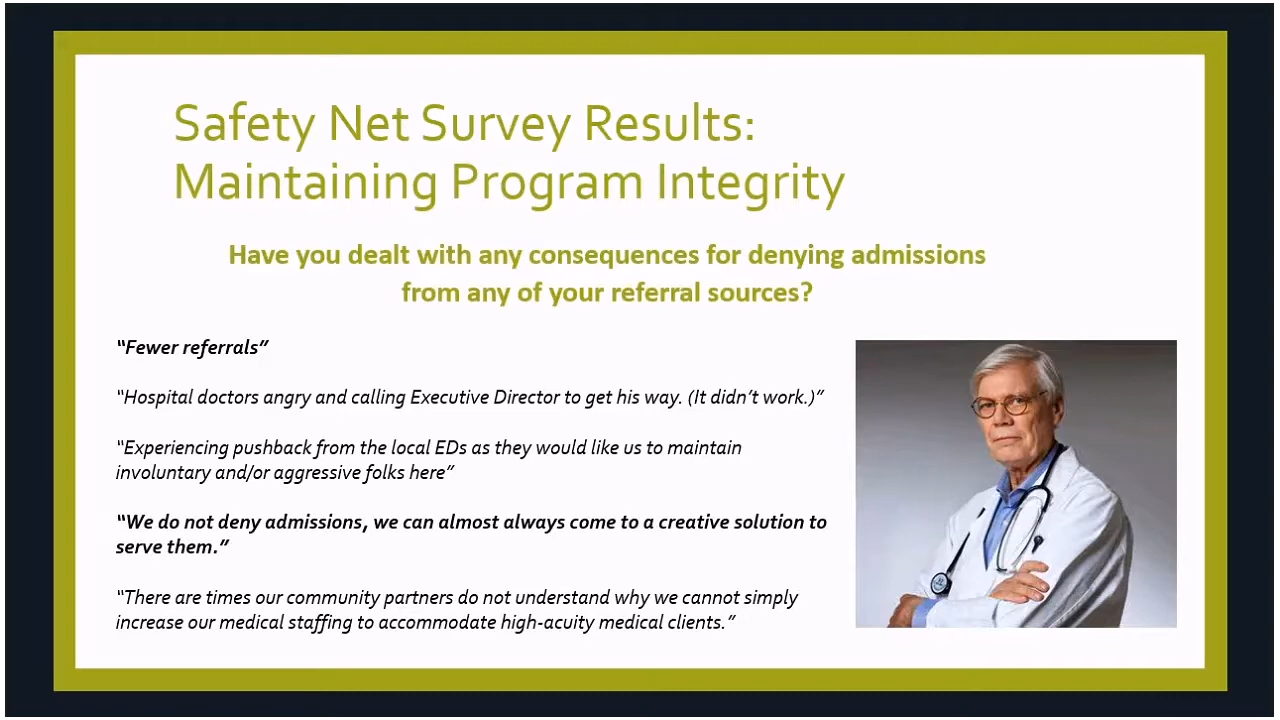 Safety Net Survey Results:
Maintaining Program Integrity
Have you dealt with any consequences for denying admissions
from any of your referral sources?
“Fewer referrals”
“Hospital doctors angry and calling Executive Director to get his way. (It didn’t work.)”
“Experiencing pushback from the local EDs as they would like us to maintain
involuntary and/or aggressive folks here”
“We do not deny admissions, we can almost always come to a creative solution to
serve them.”
“There are times our community partners do not understand why we cannot simply
increase our medical staffing to accommodate high-acuity medical clients.”